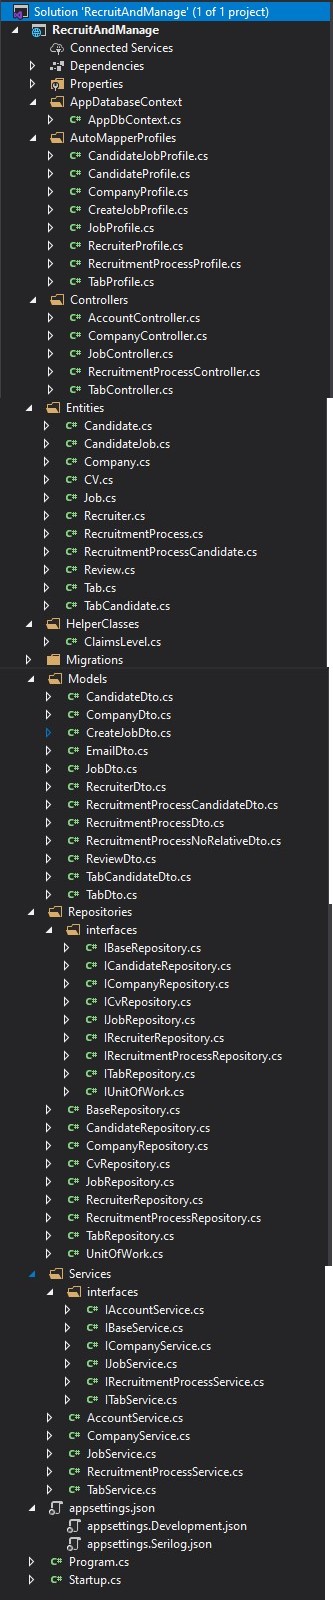 Solution 'RecruitAndManage' (1 of 1 project)
RecruitAndManage
Connected Services
Dependencies
Properties
AppDatabaseContext
C# AppDbContext.cs
AutoMapperProfiles
C# CandidateJobProfile.cs
C# CandidateProfile.cs
C# CompanyProfile.cs
C# CreateJobProfile.cs
C# JobProfile.cs
C# RecruiterProfile.cs
C# RecruitmentProcessProfile.cs
C# TabProfile.cs
Controllers
C# AccountController.cs
C# CompanyController.cs
C# JobController.cs
C# RecruitmentProcessController.cs
C# TabController.cs
Entities
C# Candidate.cs
C# CandidateJob.cs
C# Company.cs
C# CV.cs
C# Job.cs
C# Recruiter.cs
C# RecruitmentProcess.cs
C# RecruitmentProcessCandidate.cs
C# Review.cs
C# Tab.cs
C# TabCandidate.cs
HelperClasses
C# ClaimsLevel.cs
Migrations
Models
C# CandidateDto.cs
C# CompanyDto.cs
C# CreateJobDto.cs
C# EmailDto.cs
C# JobDto.cs
C# RecruiterDto.cs
C# RecruitmentProcessCandidateDto.cs
C# RecruitmentProcessDto.cs
C# RecruitmentProcessNoRelativeDto.cs
C# ReviewDto.cs
C# TabCandidateDto.cs
C# TabDto.cs
Repositories
interfaces
C# IBaseRepository.cs
C# ICandidateRepository.cs
C# ICompanyRepository.cs
C# ICvRepository.cs
C# IJobRepository.cs
C# IRecruiterRepository.cs
C# IRecruitmentProcessRepository.cs
C# ITabRepository.cs
C# IUnitOfWork.cs
C# BaseRepository.cs
C# CandidateRepository.cs
C# CompanyRepository.cs
C# CvRepository.cs
C# JobRepository.cs
C# RecruiterRepository.cs
C# RecruitmentProcessRepository.cs
C# TabRepository.cs
C# UnitOfWork.cs
Services
interfaces
C# IAccountService.cs
C# IBaseService.cs
C# ICompanyService.cs
C# IJobService.cs
C# IRecruitmentProcessService.cs
C# ITabService.cs
C# AccountService.cs
C# CompanyService.cs
C# JobService.cs
C# RecruitmentProcessService.cs
C# TabService.cs
appsettings.json
appsettings.Development.json
appsettings.Serilog.json
C# Program.cs
C# Startup.cs